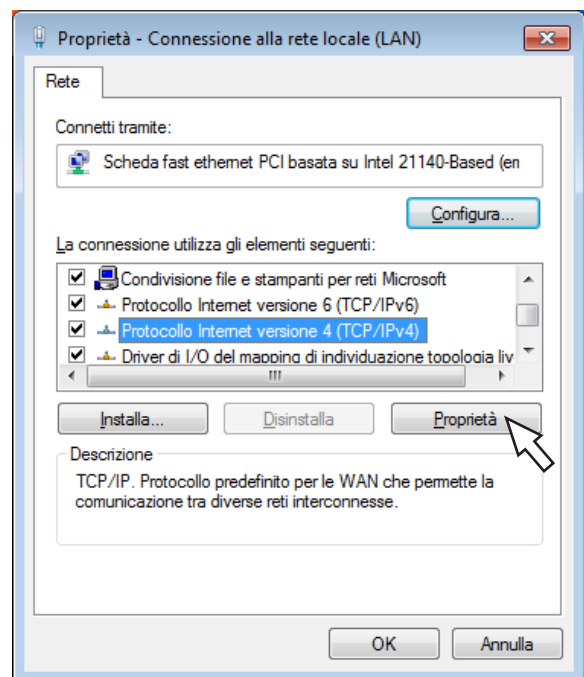 Proprietà - Connessione alla rete locale (LAN)
Rete
Connetti tramite:
Scheda fast ethernet PCI basata su Intel 21140-Based (en
Configura...
La connessione utilizza gli elementi seguenti:
Condivisione file e stampanti per reti Microsoft
Protocollo Internet versione 6 (TCP/IPv6)
Protocollo Internet versione 4 (TCP/IPv4)
Driver di I/O del mapping di individuazione topologia liv
Installa...
Disinstalla
Proprietà
Descrizione
TCP/IP. Protocollo predefinito per le WAN che permette la
comunicazione tra diverse reti interconnesse.
OK
Annulla